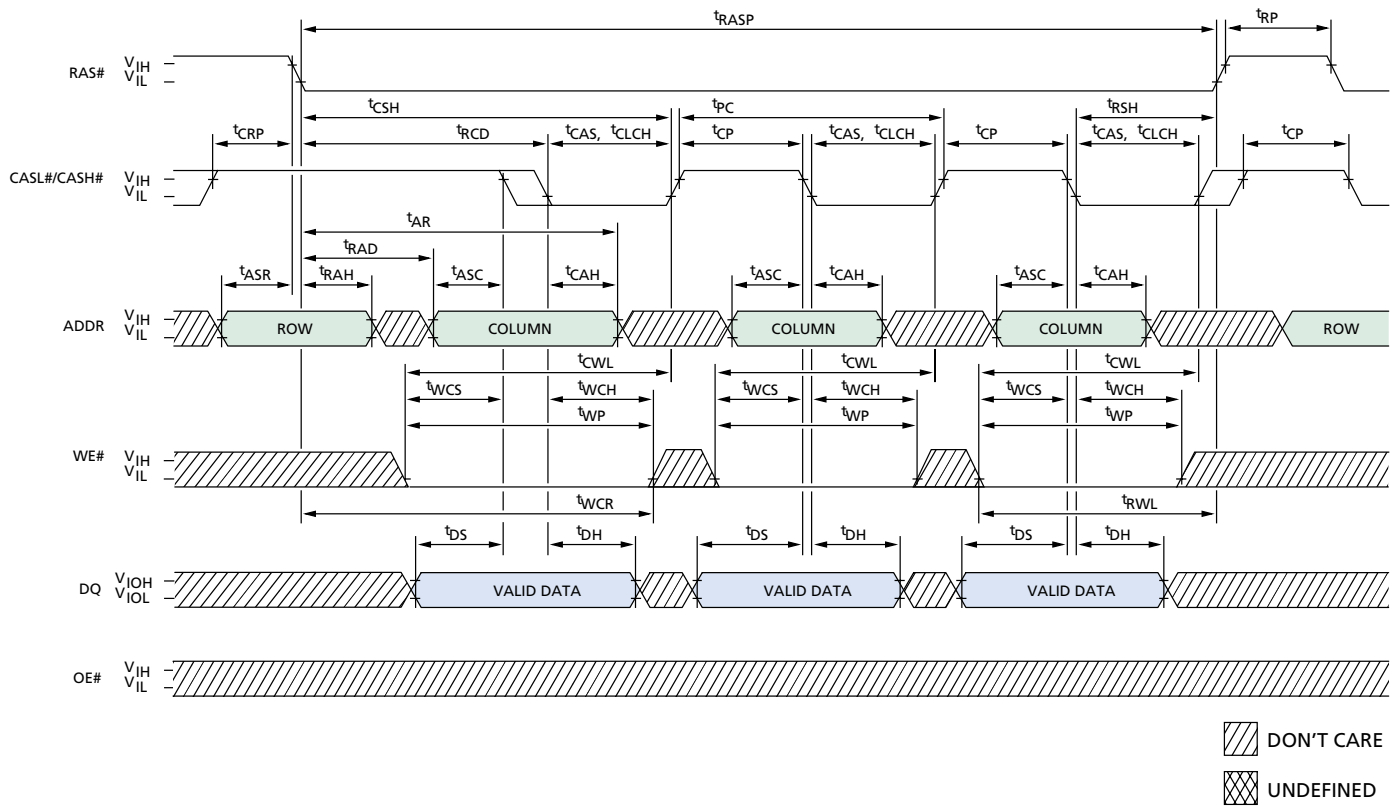 tRASP tRP
RAS# VIH
VIL
tCSH tPC tRSH
tCRP tRCD tCAS, tCLCH tCP tCAS, tCLCH tCP tCAS, tCLCH tCP
CASL#/CASH# VIH
VIL
tAR
tRAD
tASR tRAH tASC tCAH tASC tCAH tASC tCAH
ADDR VIH
VIL
ROW COLUMN COLUMN COLUMN ROW
tCWL tCWL tCWL
tWCS tWCH tWCS tWCH tWCS tWCH
tWP tWP tWP
WE# VIH
VIL
tWCR tRWL
tDS tDH tDS tDH tDS tDH
DQ VIOH
VIOL
VALID DATA VALID DATA VALID DATA
OE# VIH
VIL
DON'T CARE
UNDEFINED